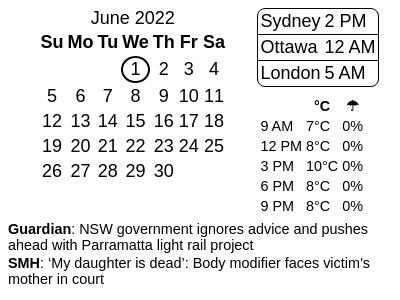 June 2022
Su Mo Tu We Th Fr Sa
1 2 3 4
5 6 7 8 9 10 11
12 13 14 15 16 17 18
19 20 21 22 23 24 25
26 27 28 29 30
Sydney 2 PM
Ottawa 12 AM
London 5 AM
°C ☂
9 AM 7°C 0%
12 PM 8°C 0%
3 PM 10°C 0%
6 PM 8°C 0%
9 PM 8°C 0%
Guardian: NSW government ignores advice and pushes
ahead with Parramatta light rail project
SMH: ‘My daughter is dead’: Body modifier faces victim’s
mother in court